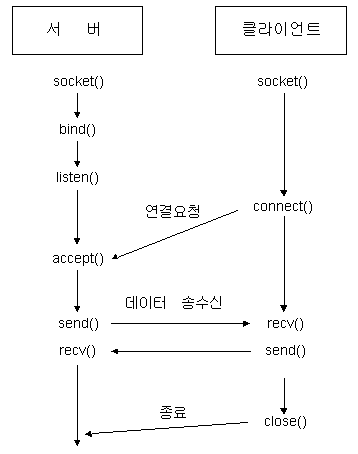 서 버
클라이언트
socket()
socket()
bind()
listen()
연결요청
connect()
accept()
데이터 송수신
send()
recv()
recv()
send()
종료
close()